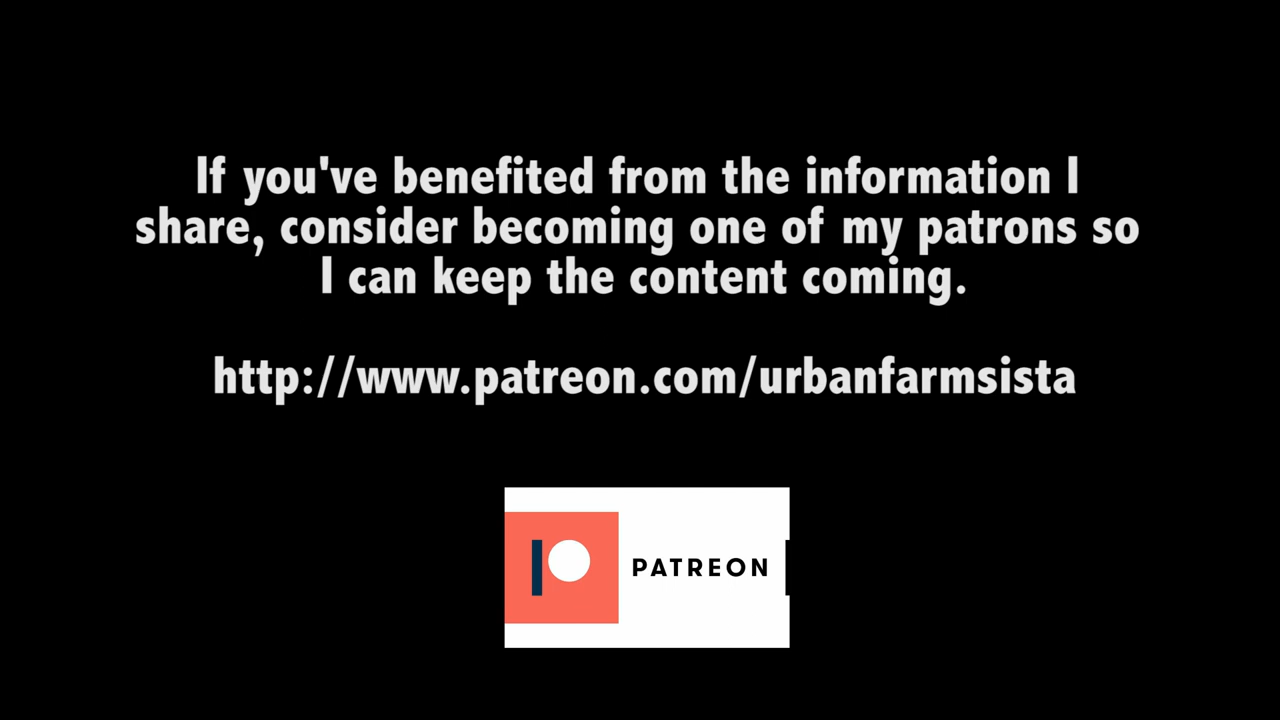 If you've benefited from the information I
share, consider becoming one of my patrons so
I can keep the content coming.
http://www.patreon.com/urbanfarmsista
PATREON